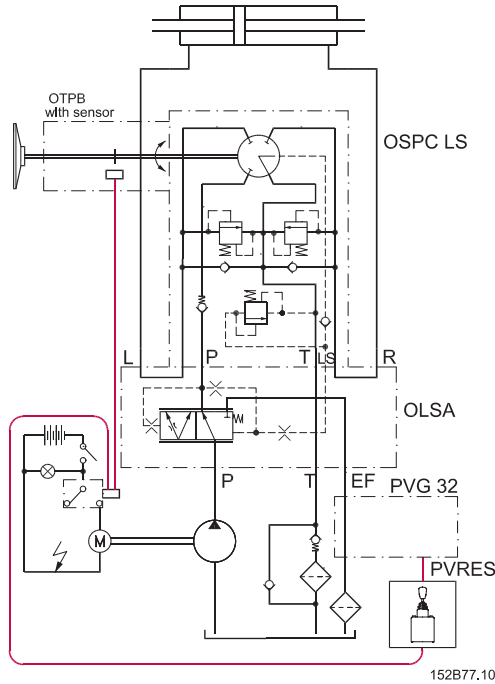 OTPB
with sensor
OSPC LS
L
P
T
LS
R
OLSA
P
T
EF
PVG 32
M
PVRES
152B77.10